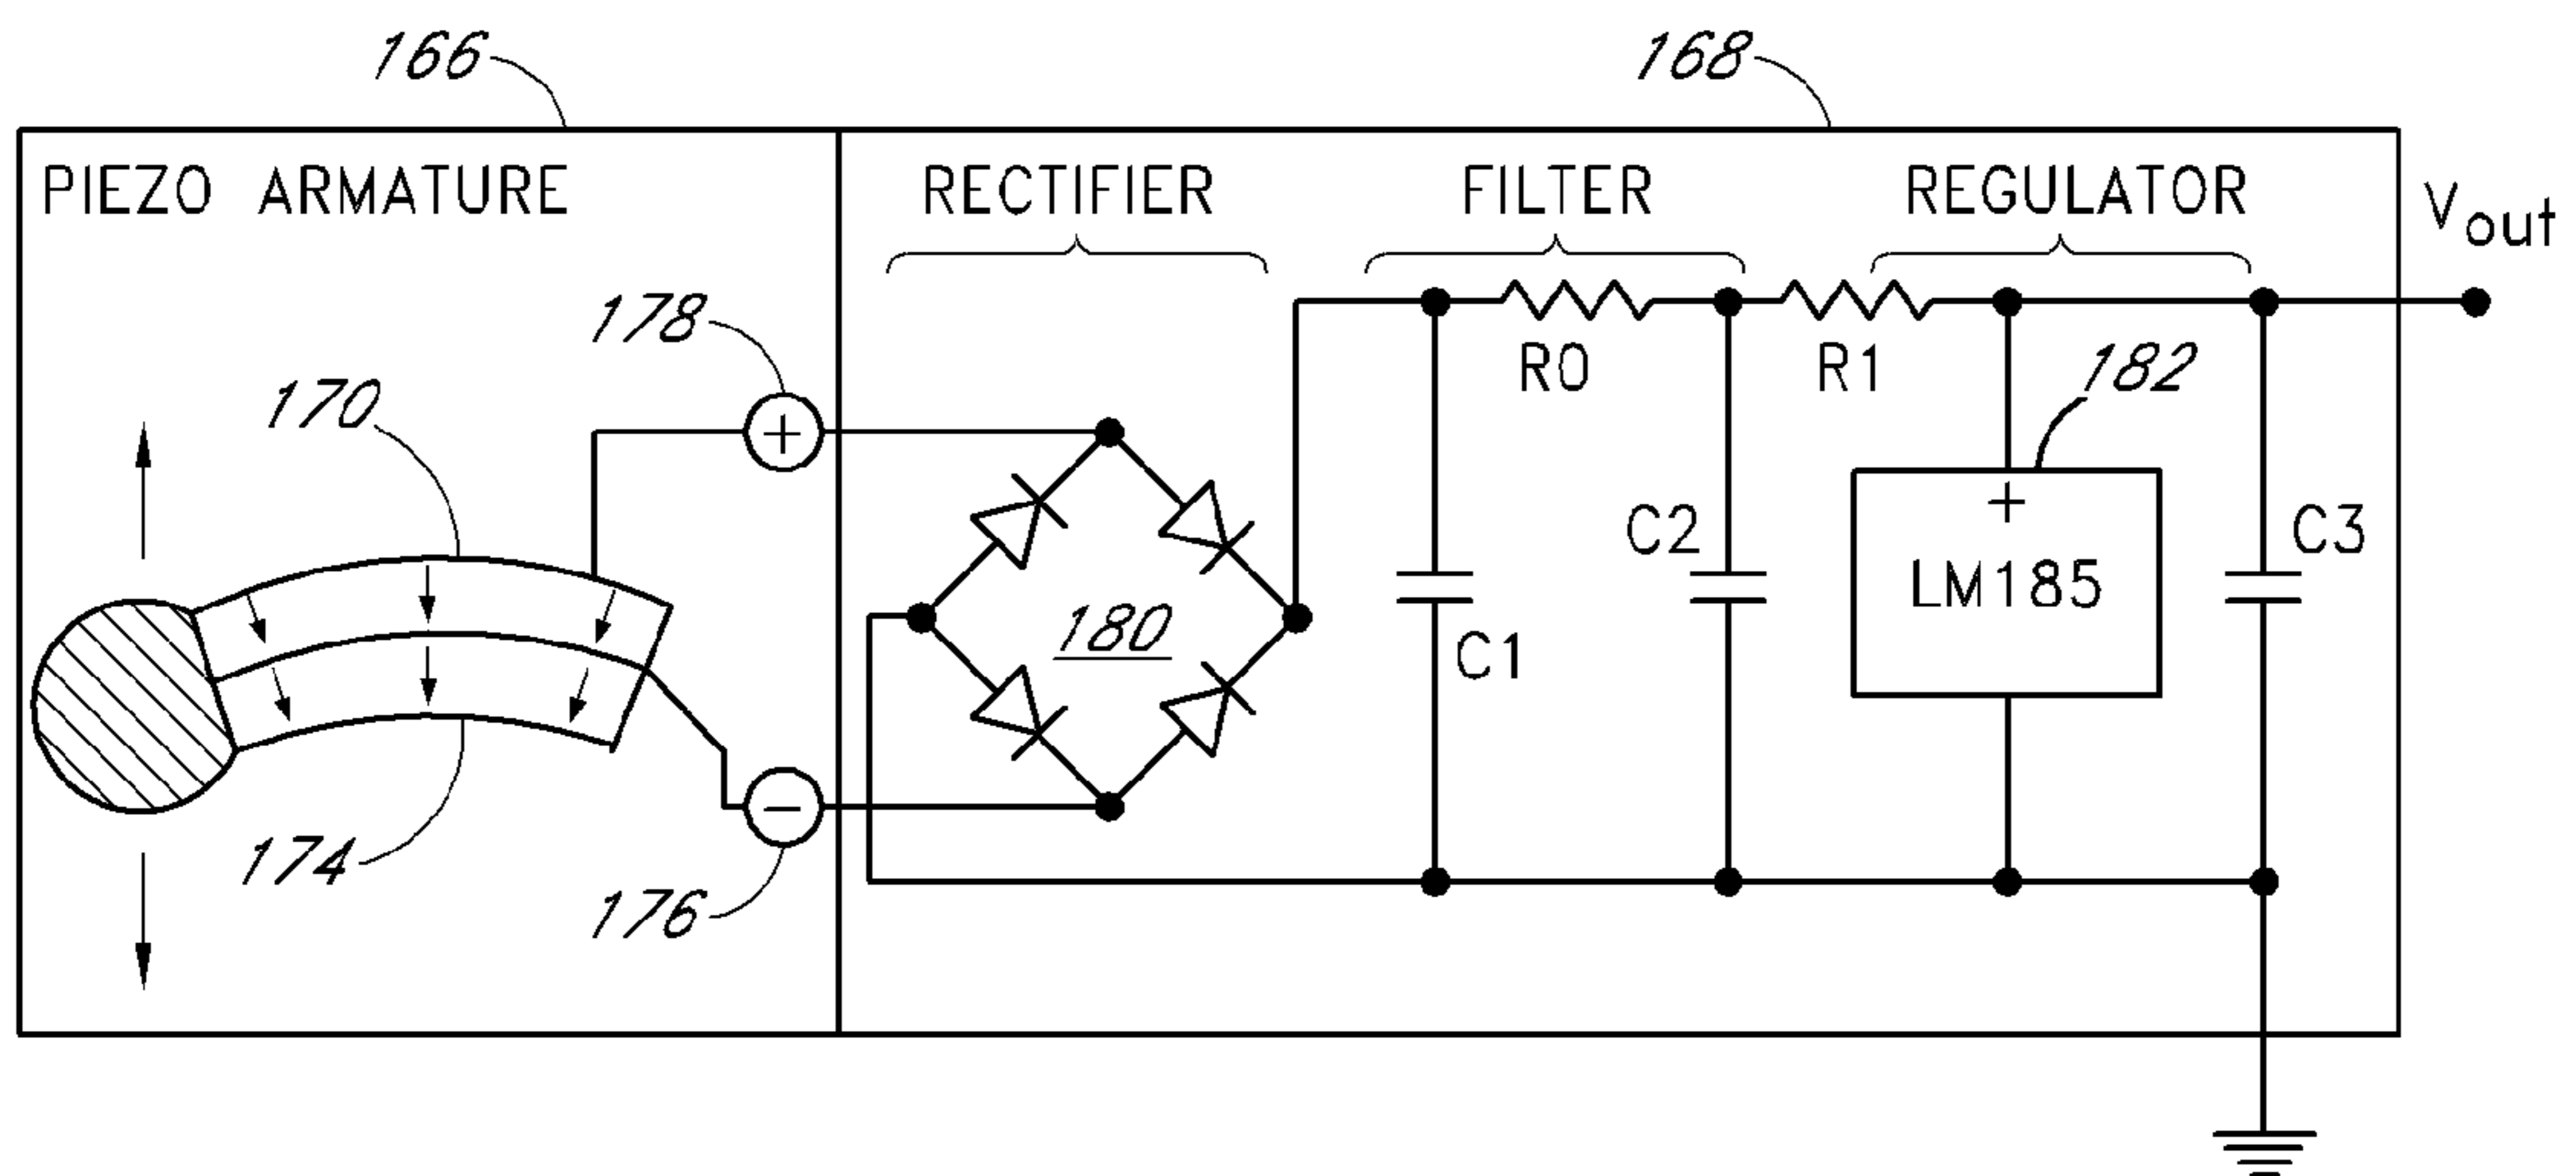 166
168
PIEZO ARMATURE
RECTIFIER
FILTER
REGULATOR
Vout
178
+
R0
R1
182
170
+
LM185
C2
C3
180
C1
174
−
176